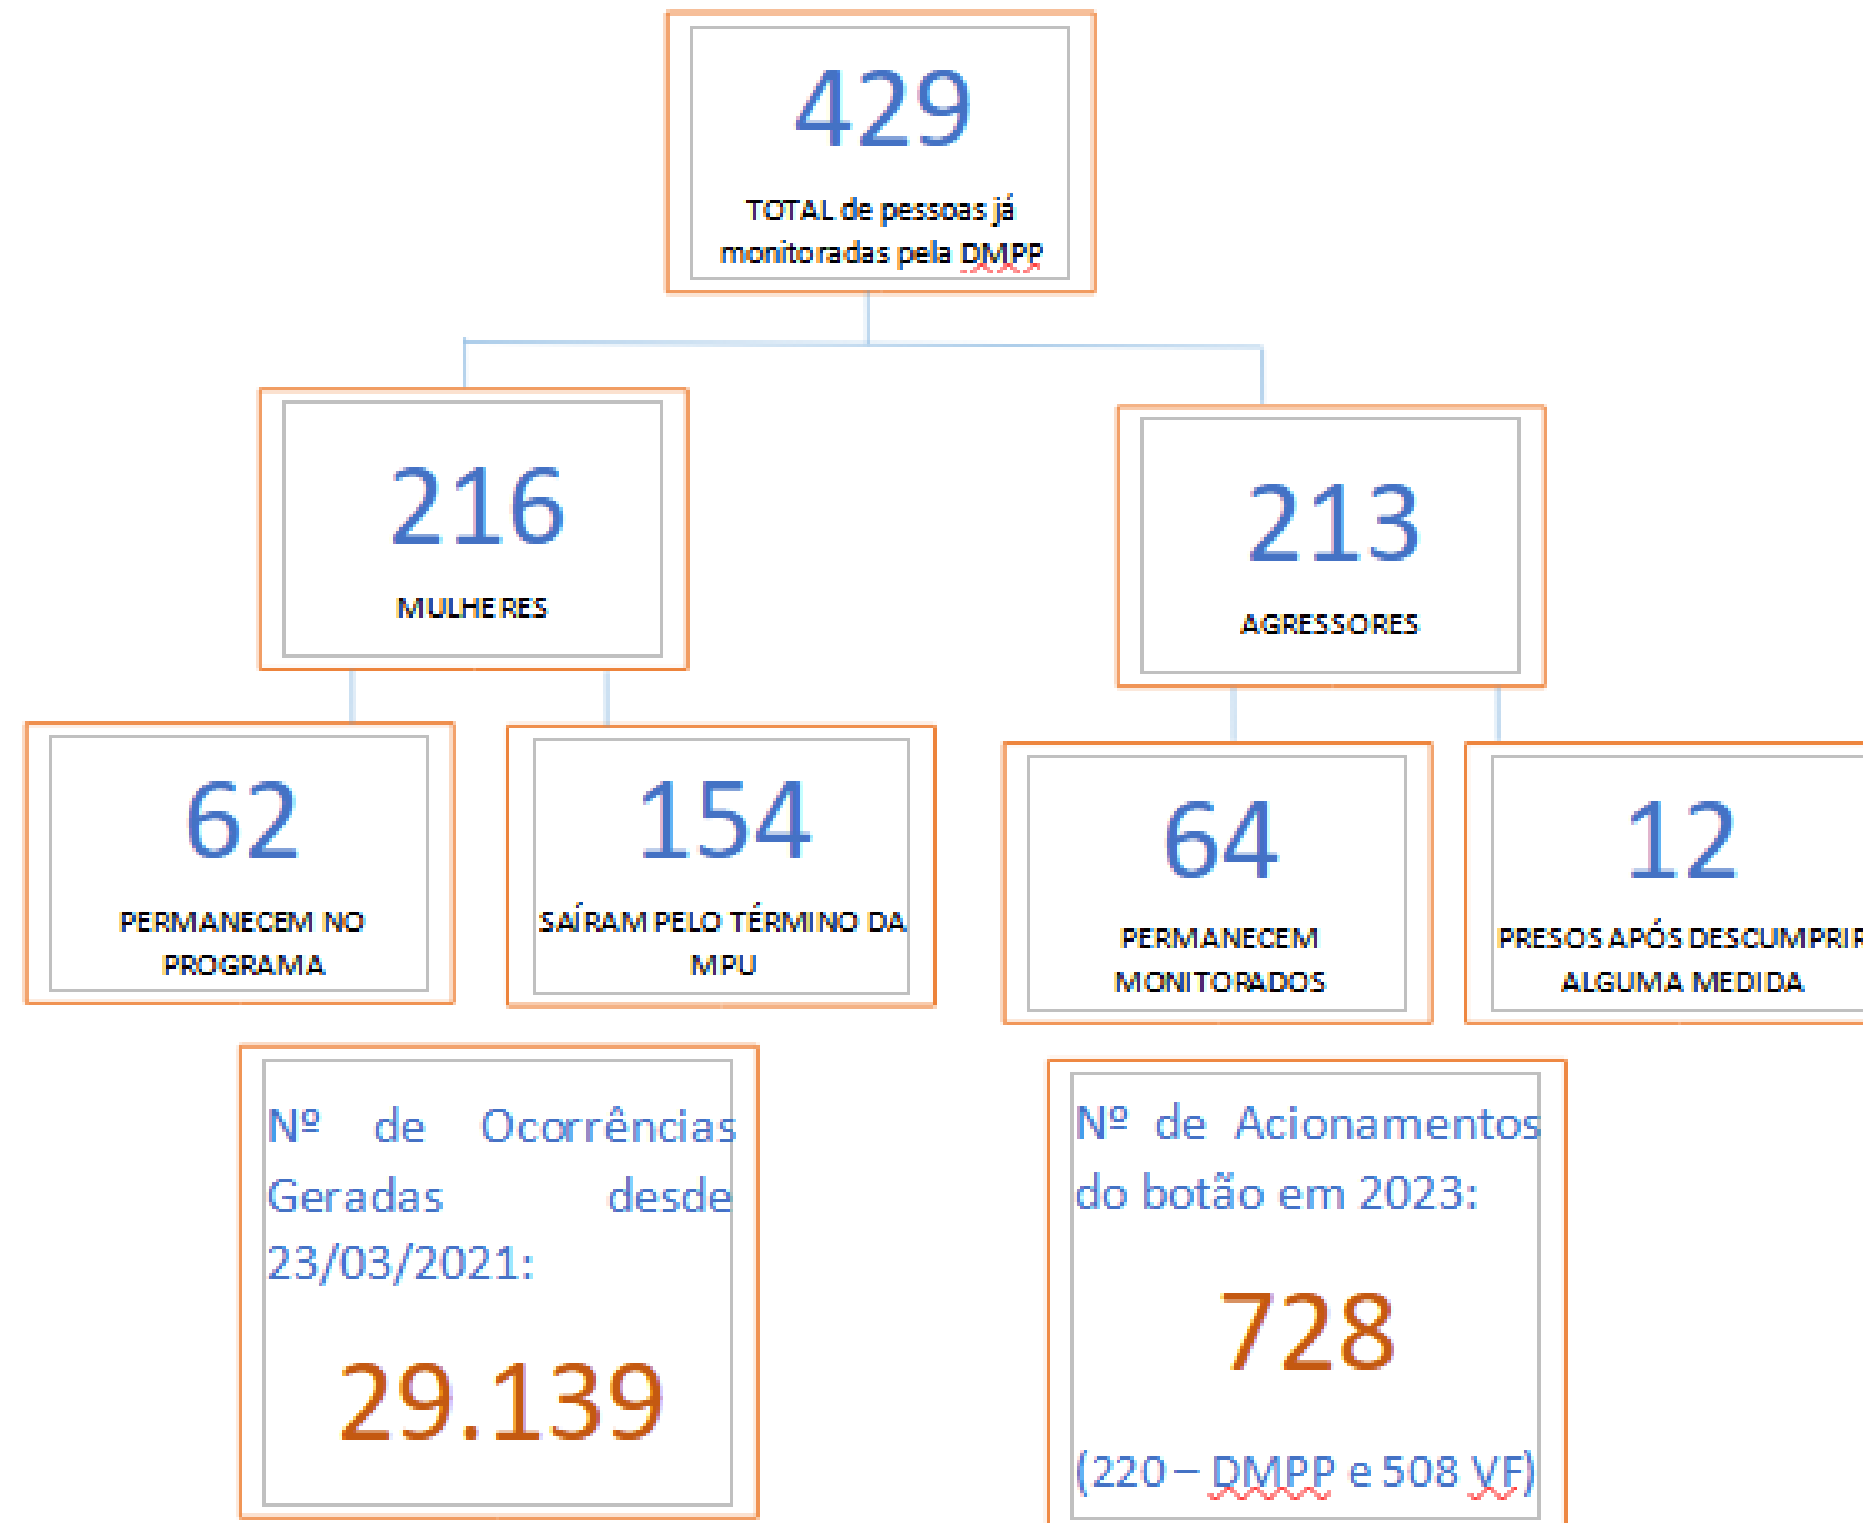 429
TOTAL de pessoas já
monitoradas pela DMPP
216
MULHERES
213
AGRESSORES
62
PERMANECEM NO
PROGRAMA
154
SAÍRAM PELO TÉRMINO DA
MPU
64
PERMANECEM
MONITORADOS
12
PRESOS APÓS DESCUMPRIR
ALGUMA MEDIDA
Nº de Ocorrências
Geradas desde
23/03/2021:
29.139
Nº de Acionamentos
do botão em 2023:
728
(220 – DMPP e 508 VF)